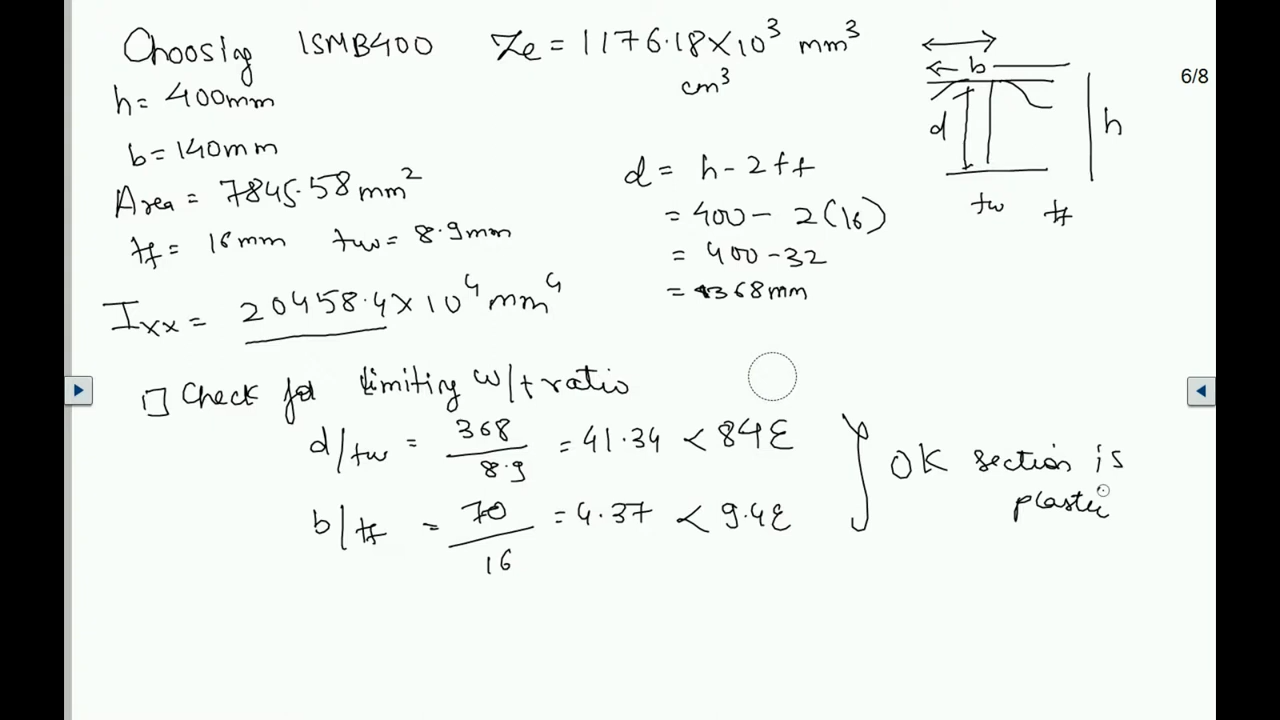 Choosing ISMB400 Ze = 1176.18×10³ mm³
cm³
h = 400mm
b = 140mm
Area = 7845.58mm²
tf = 16mm tw = 8.9mm
Ixx = 20458.4×10⁴ mm⁴
b
d
h
tw tf
6/8
d = h - 2tf
= 400 - 2(16)
= 400 - 32
= 368mm
□ Check for limiting w/t ratio
d/tw = 368/8.9 = 41.34 < 84ε
b/tf = 70/16 = 4.37 < 9.4ε
OK section is
plastic